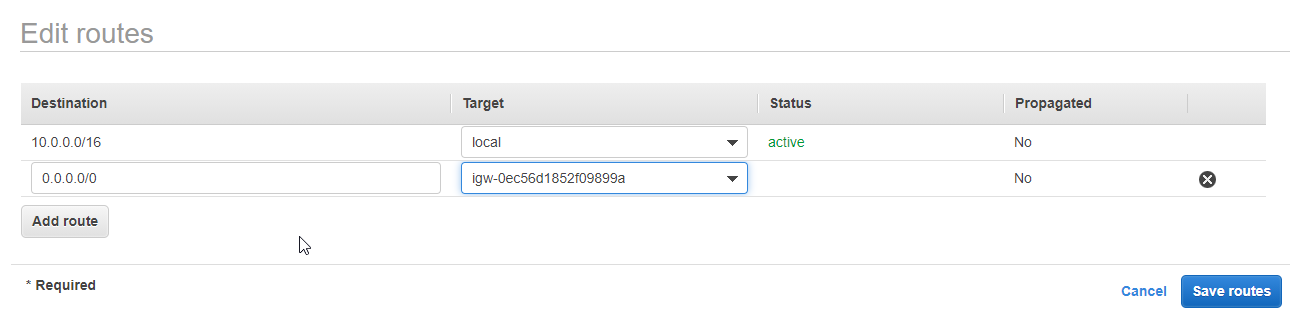 Edit routes
Destination Target Status Propagated
10.0.0.0/16 local active No
0.0.0.0/0 igw-0ec56d1852f09899a No
Add route
* Required
Cancel Save routes